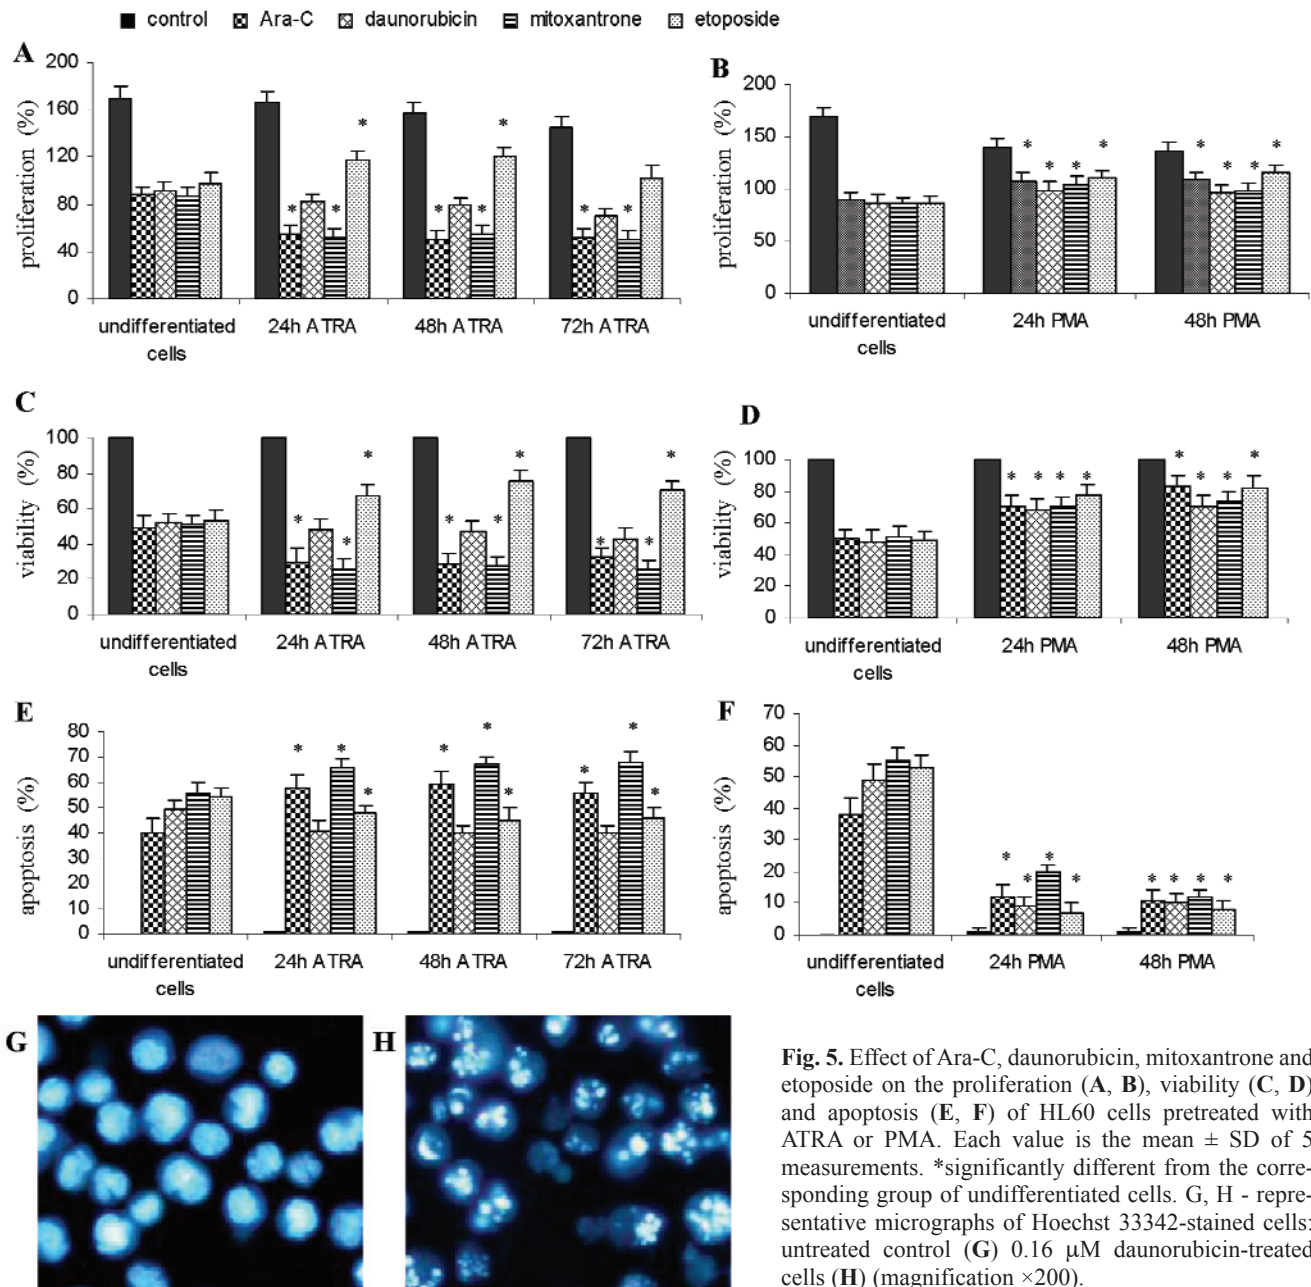 control Ara-C daunorubicin mitoxantrone etoposide
A
200
160
120
80
40
0
proliferation (%)
* * * * * * * *
undifferentiated cells 24h ATRA 48h ATRA 72h ATRA
B
200
150
100
50
0
proliferation (%)
* * * * * * * *
undifferentiated cells 24h PMA 48h PMA
C
100
80
60
40
20
0
viability (%)
* * * * * * * * *
undifferentiated cells 24h ATRA 48h ATRA 72h ATRA
D
100
80
60
40
20
0
viability (%)
* * * * * * * *
undifferentiated cells 24h PMA 48h PMA
E
80
70
60
50
40
30
20
10
0
apoptosis (%)
* * * * * * * * *
undifferentiated cells 24h ATRA 48h ATRA 72h ATRA
F
70
60
50
40
30
20
10
0
apoptosis (%)
* * * * * * * *
undifferentiated cells 24h PMA 48h PMA
G
H
Fig. 5. Effect of Ara-C, daunorubicin, mitoxantrone and
etoposide on the proliferation (A, B), viability (C, D)
and apoptosis (E, F) of HL60 cells pretreated with
ATRA or PMA. Each value is the mean ± SD of 5
measurements. *significantly different from the corre-
sponding group of undifferentiated cells. G, H - repre-
sentative micrographs of Hoechst 33342-stained cells:
untreated control (G) 0.16 μM daunorubicin-treated
cells (H) (magnification ×200).